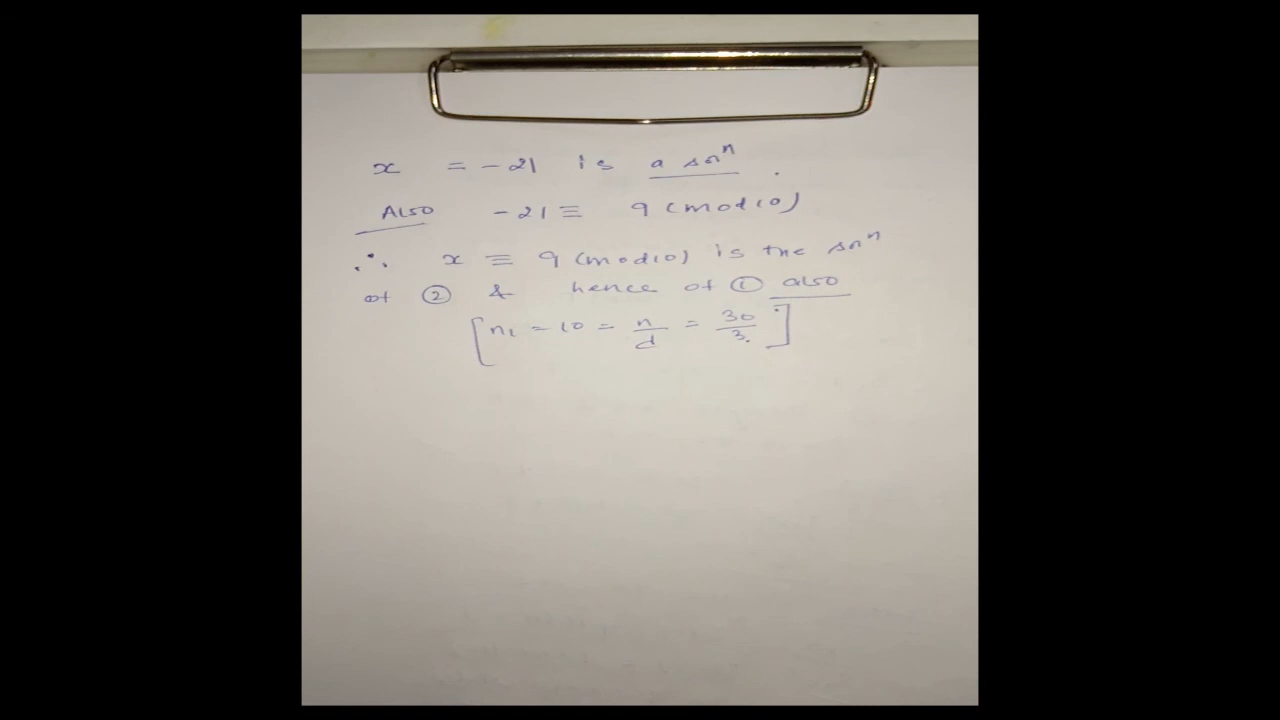 x = -21 is a solⁿ.
ALSO -21 ≡ 9 (mod 10)
∴ x ≡ 9 (mod 10) is the solⁿ
of ② & hence of ① also
[n₁ = 10 = n/d = 30/3.]